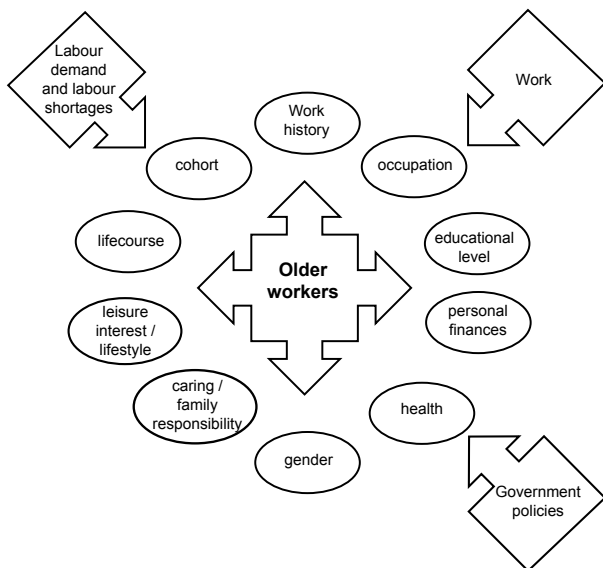 Labour
demand
and labour
shortages
Work
Work
history
cohort
occupation
lifecourse
educational
level
Older
workers
leisure
interest /
lifestyle
personal
finances
caring /
family
responsibility
health
gender
Government
policies